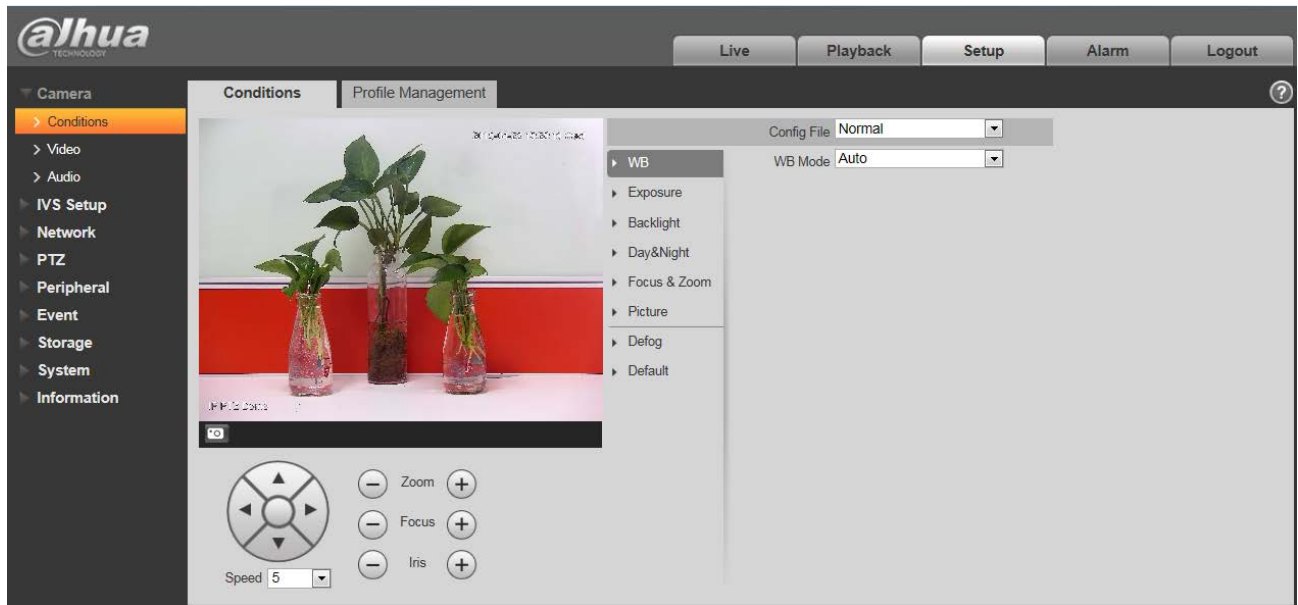 alhua
TECHNOLOGY
Live
Playback
Setup
Alarm
Logout
Camera
Conditions
Video
Audio
IVS Setup
Network
PTZ
Peripheral
Event
Storage
System
Information
Conditions
Profile Management
?
Config File Normal
WB
WB Mode Auto
Exposure
Backlight
Day&Night
Focus & Zoom
Picture
Defog
Default
Zoom
Focus
Iris
Speed 5